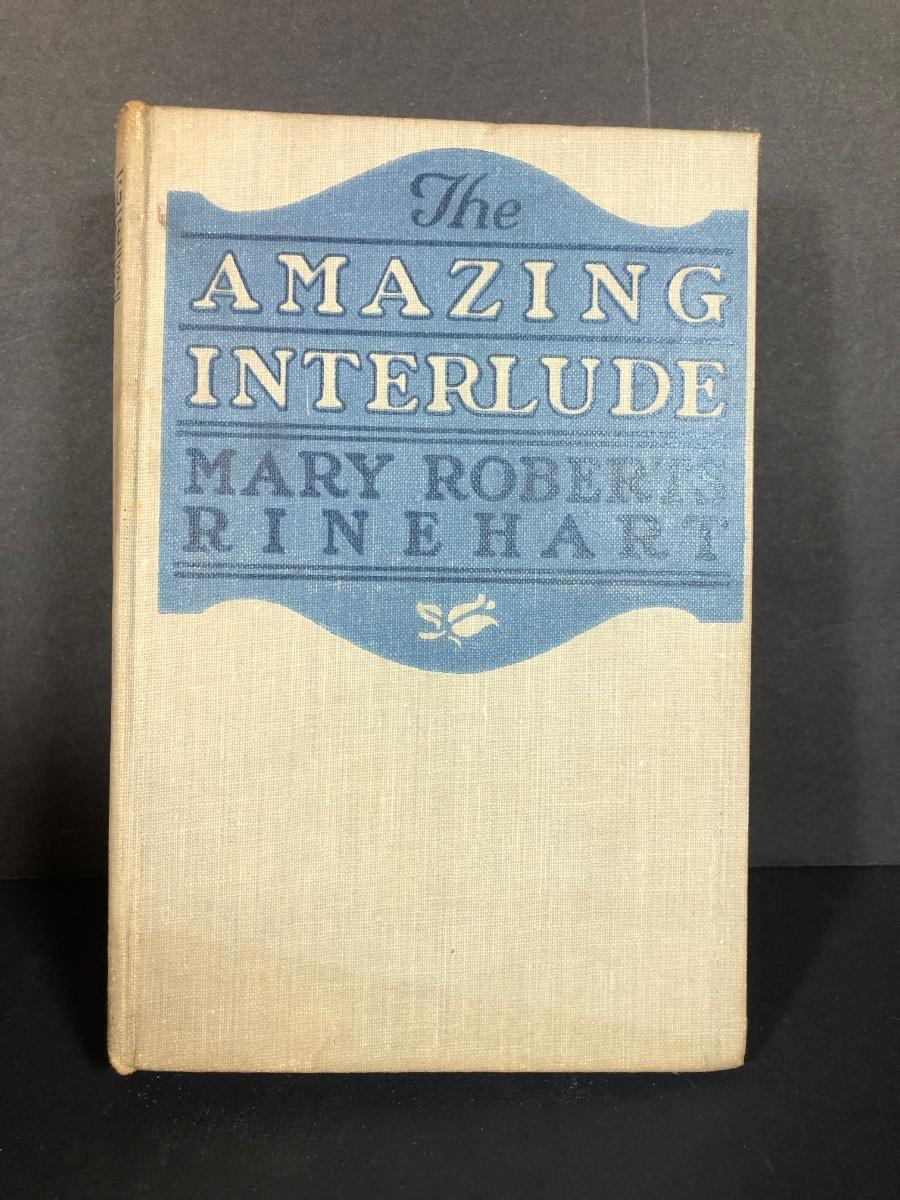 The
AMAZING
INTERLUDE
MARY ROBERTS
RINEHART